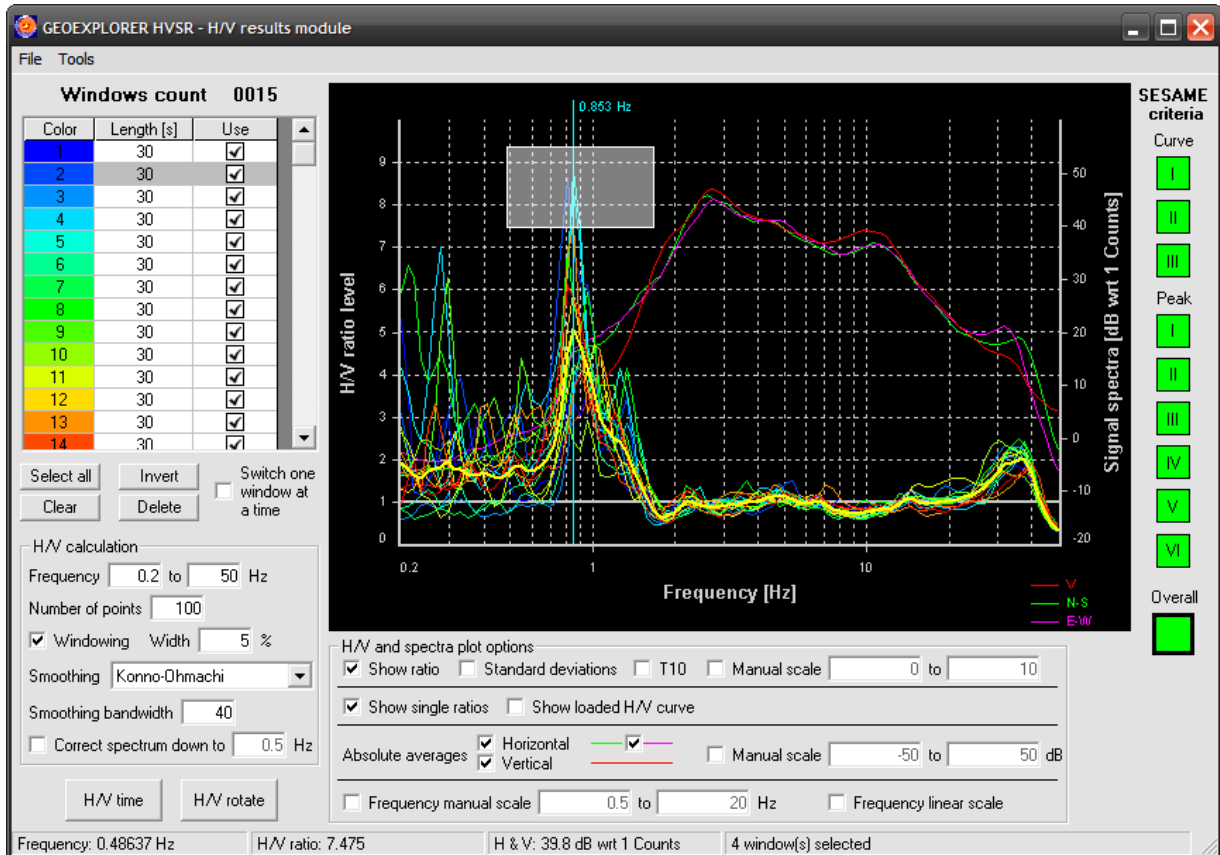 GEOEXPLORER HVSR - H/V results module
File Tools
Windows count 0015
Color Length [s] Use
1 30
2 30
3 30
4 30
5 30
6 30
7 30
8 30
9 30
10 30
11 30
12 30
13 30
14 30
Select all Invert Switch one window at a time
Clear Delete
H/V calculation
Frequency 0.2 to 50 Hz
Number of points 100
Windowing Width 5 %
Smoothing Konno-Ohmachi
Smoothing bandwidth 40
Correct spectrum down to 0.5 Hz
H/V time H/V rotate
0.853 Hz
H/V ratio level
9
8
7
6
5
4
3
2
1
0
0.2 1 10
Frequency [Hz]
50
40
30
20
10
0
-10
-20
Signal spectra [dB wrt 1 Counts]
V
N-S
E-W
SESAME
criteria
Curve
I
II
III
Peak
I
II
III
IV
V
VI
Overall
H/V and spectra plot options
Show ratio Standard deviations T10 Manual scale 0 to 10
Show single ratios Show loaded H/V curve
Absolute averages Horizontal Manual scale -50 to 50 dB
Vertical
Frequency manual scale 0.5 to 20 Hz Frequency linear scale
Frequency: 0.48637 Hz H/V ratio: 7.475 H & V: 39.8 dB wrt 1 Counts 4 window(s) selected